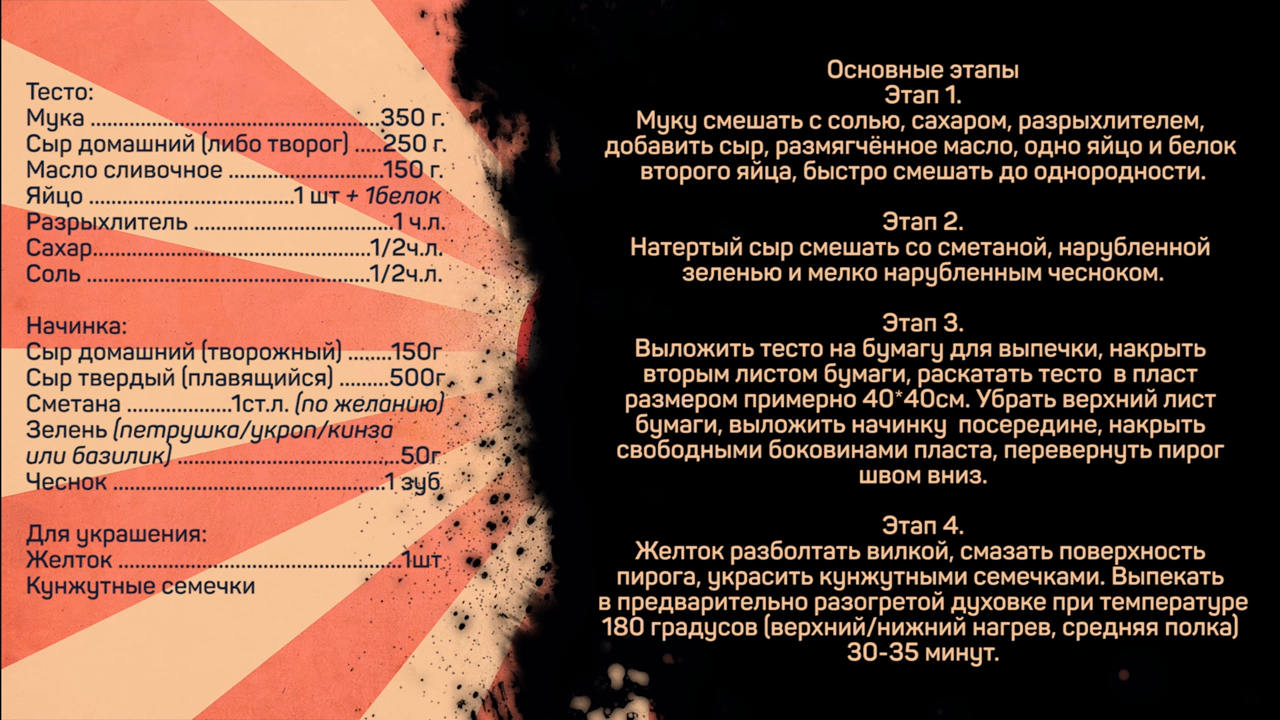 Тесто:
Мука ......................................................350 г.
Сыр домашний (либо творог) .....250 г.
Масло сливочное .............................150 г.
Яйцо ......................................1 шт + 1белок
Разрыхлитель ......................................1 ч.л.
Сахар....................................................1/2ч.л.
Соль .....................................................1/2ч.л.
Начинка:
Сыр домашний (творожный) ........150г
Сыр твердый (плавящийся) .........500г
Сметана ...................1ст.л. (по желанию)
Зелень (петрушка/укроп/кинза
или базилик) .........................................50г
Чеснок ...................................................1 зуб
Для украшения:
Желток .....................................................1шт
Кунжутные семечки
Основные этапы
Этап 1.
Муку смешать с солью, сахаром, разрыхлителем,
добавить сыр, размягчённое масло, одно яйцо и белок
второго яйца, быстро смешать до однородности.
Этап 2.
Натертый сыр смешать со сметаной, нарубленной
зеленью и мелко нарубленным чесноком.
Этап 3.
Выложить тесто на бумагу для выпечки, накрыть
вторым листом бумаги, раскатать тесто в пласт
размером примерно 40*40см. Убрать верхний лист
бумаги, выложить начинку посередине, накрыть
свободными боковинами пласта, перевернуть пирог
швом вниз.
Этап 4.
Желток разболтать вилкой, смазать поверхность
пирога, украсить кунжутными семечками. Выпекать
в предварительно разогретой духовке при температуре
180 градусов (верхний/нижний нагрев, средняя полка)
30-35 минут.